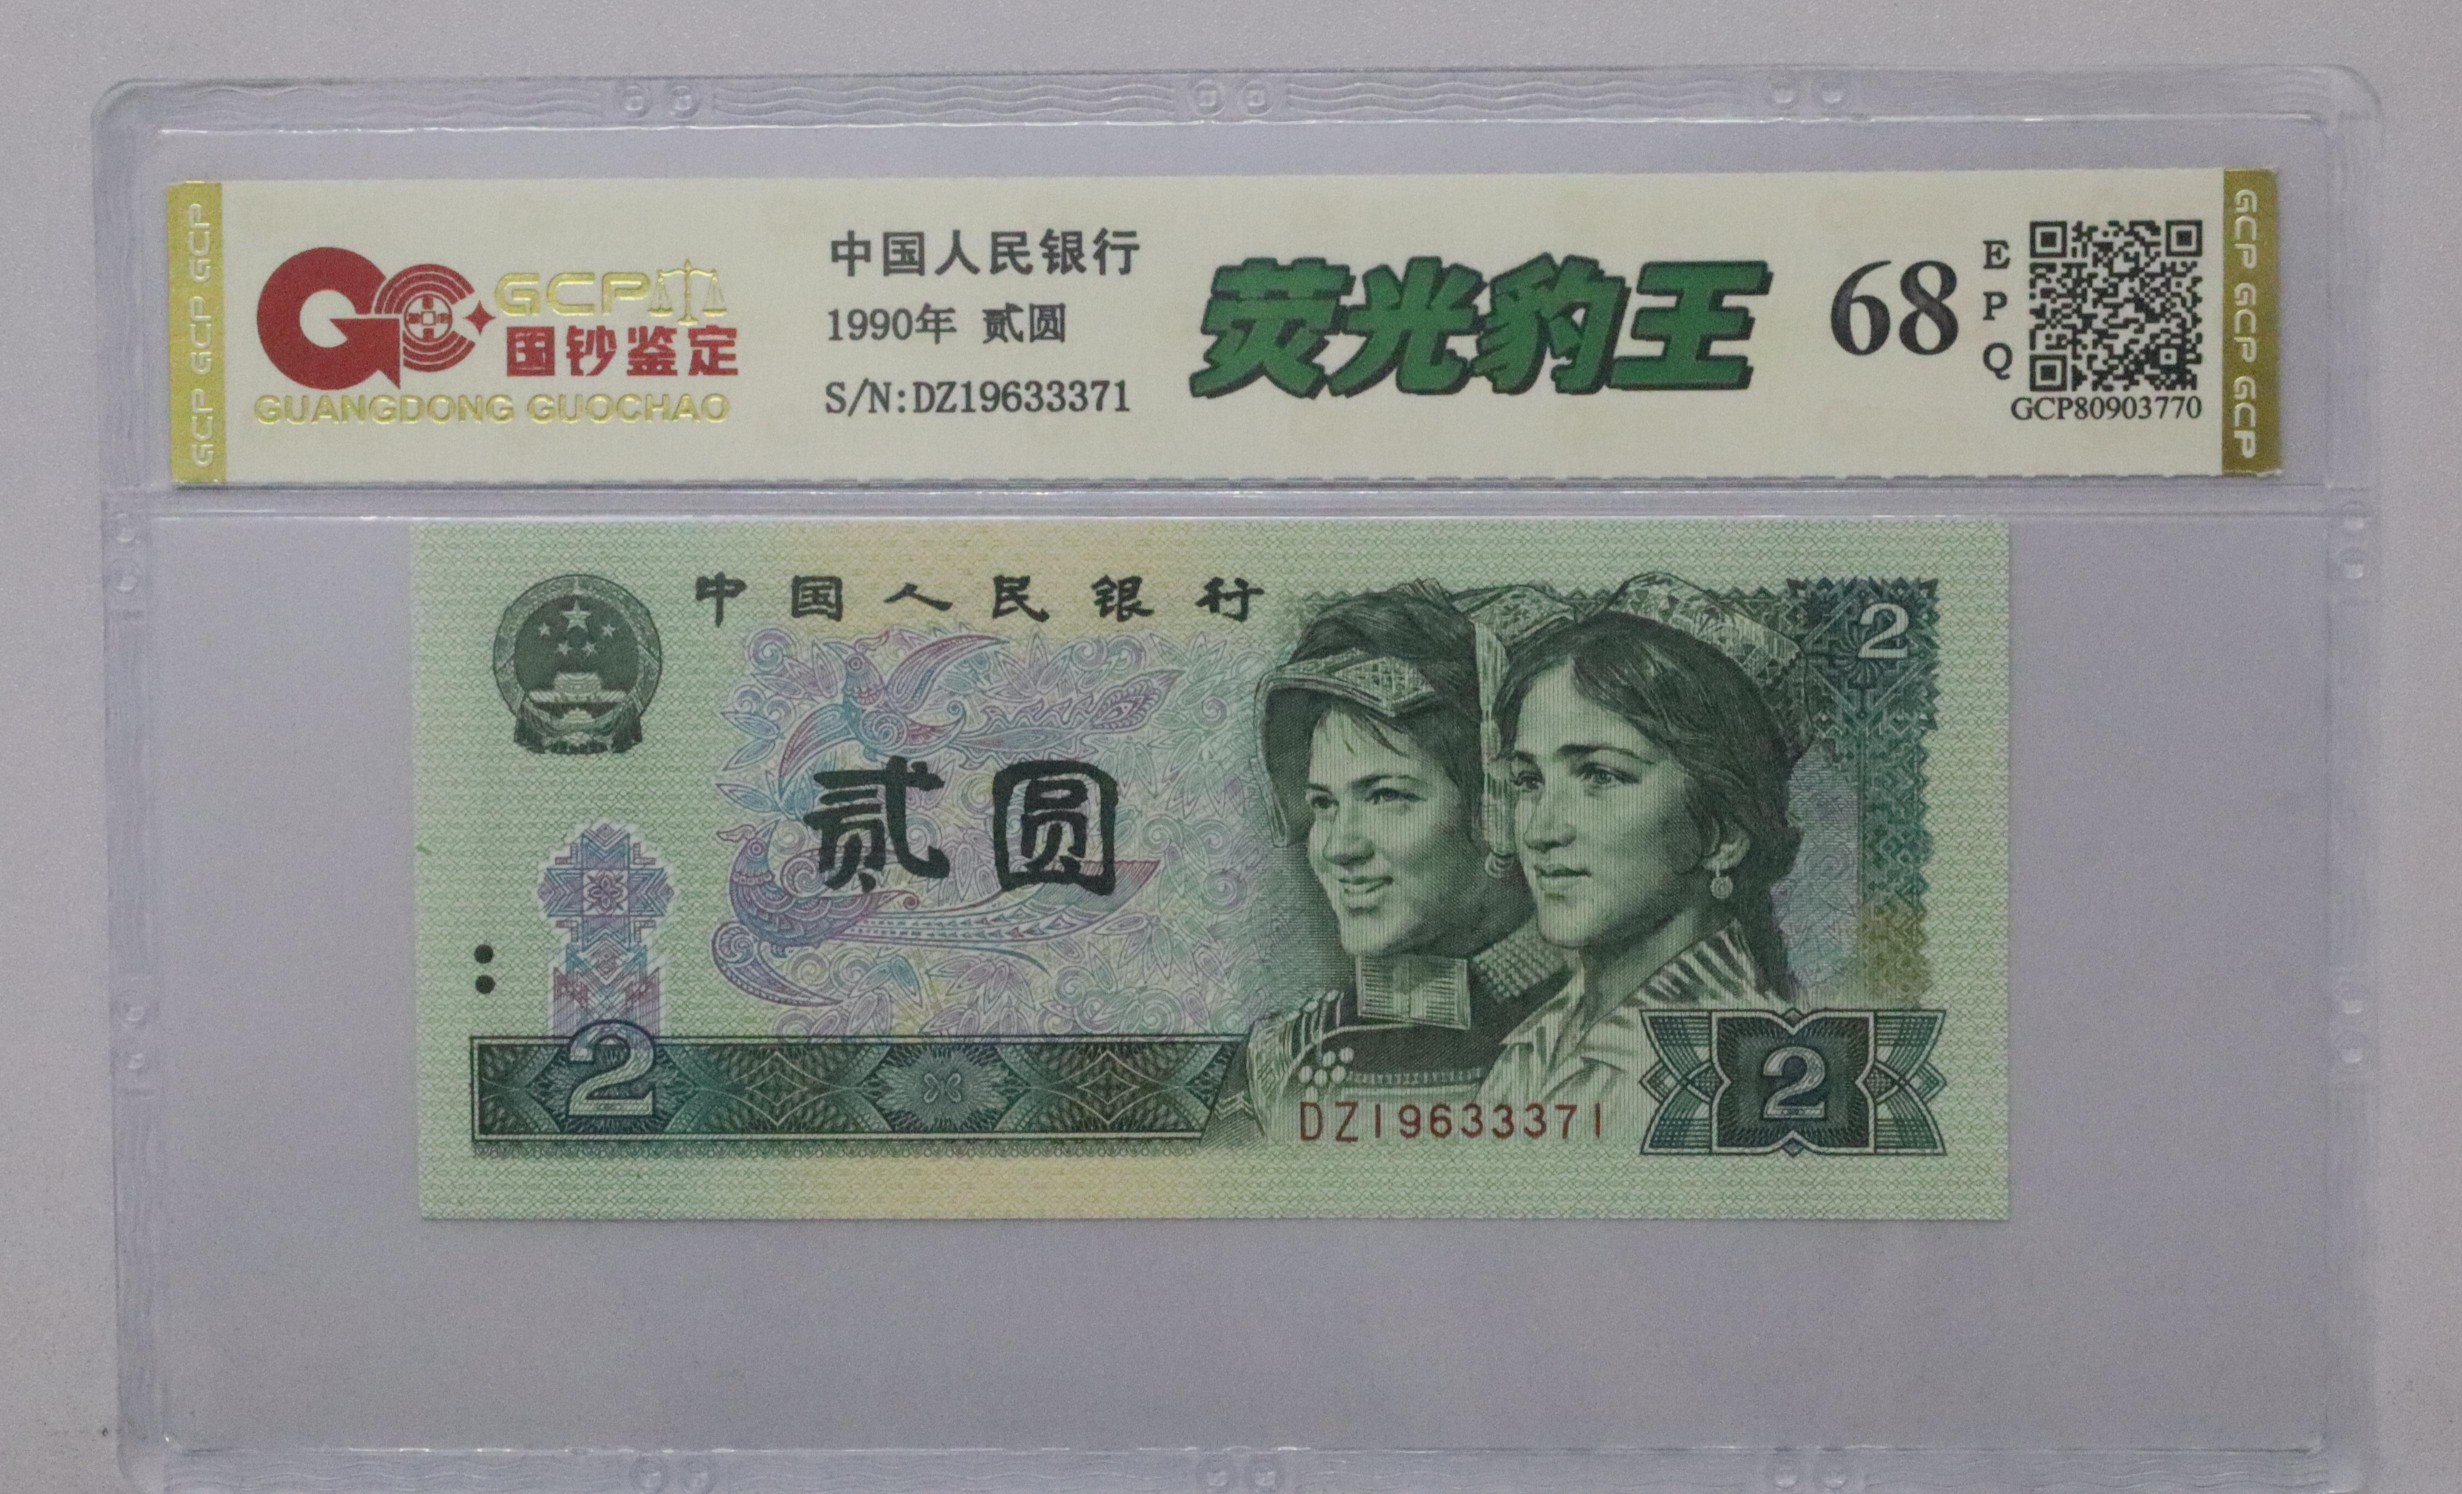 GCP GCP GCP
GCP
国钞鉴定
GUANGDONG GUOCHAO
中国人民银行
1990年 贰圆
S/N:DZ19633371
荧光豹王
68
EPQ
GCP80903770
GCP GCP GCP
中国人民银行
2
贰圆
2
2
DZ19633371